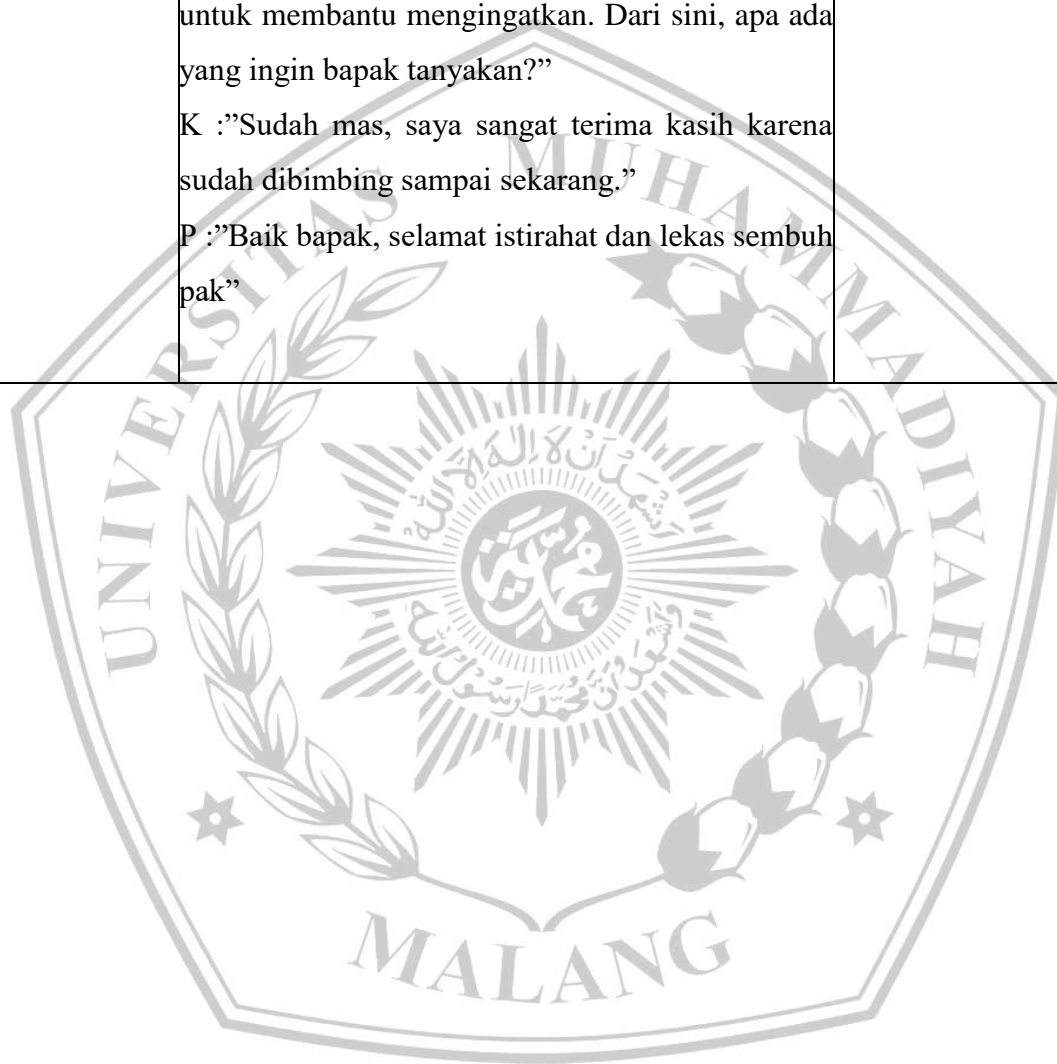 untuk membantu mengingatkan. Dari sini, apa ada
yang ingin bapak tanyakan?”
K :”Sudah mas, saya sangat terima kasih karena
sudah dibimbing sampai sekarang.”
P :”Baik bapak, selamat istirahat dan lekas sembuh
pak”
UNIVERSITAS MUHAMMADIYAH
MALANG